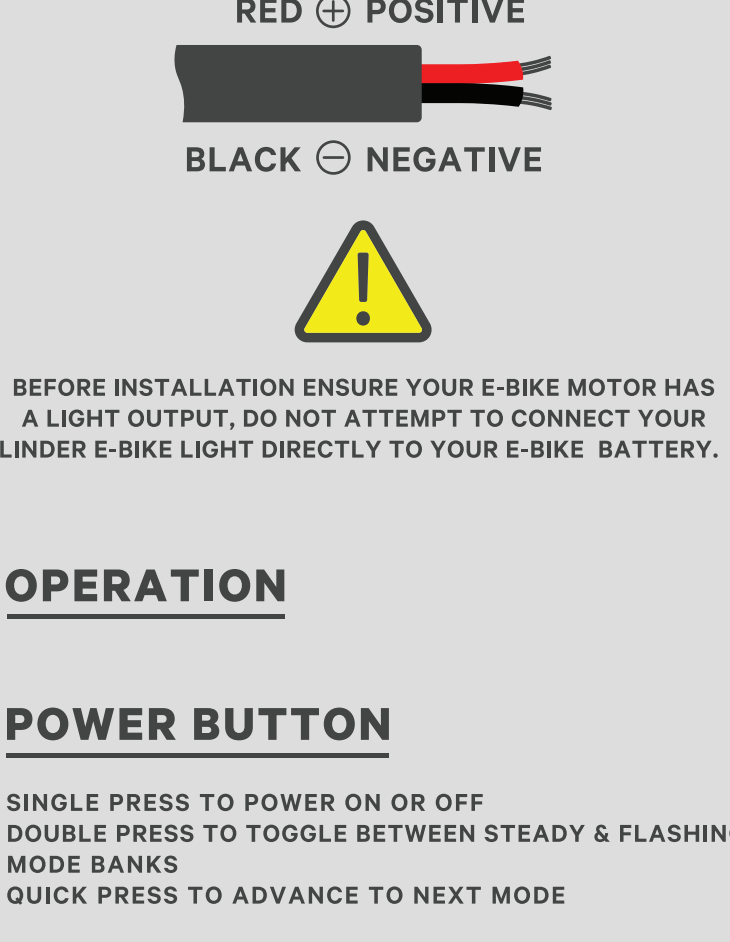 RED ⊕ POSITIVE
BLACK ⊖ NEGATIVE
!
BEFORE INSTALLATION ENSURE YOUR E-BIKE MOTOR HAS
A LIGHT OUTPUT, DO NOT ATTEMPT TO CONNECT YOUR
LINDER E-BIKE LIGHT DIRECTLY TO YOUR E-BIKE BATTERY.
OPERATION
POWER BUTTON
SINGLE PRESS TO POWER ON OR OFF
DOUBLE PRESS TO TOGGLE BETWEEN STEADY & FLASHING
MODE BANKS
QUICK PRESS TO ADVANCE TO NEXT MODE